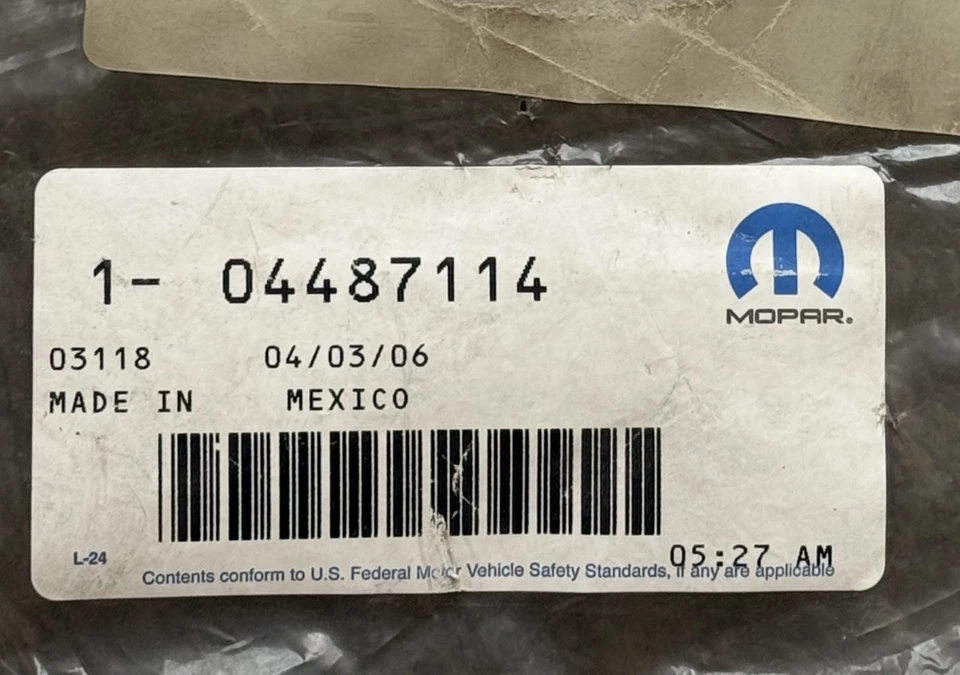 1- 04487114
MOPAR.
03118 04/03/06
MADE IN MEXICO
05:27 AM
L-24
Contents conform to U.S. Federal Motor Vehicle Safety Standards, if any are applicable